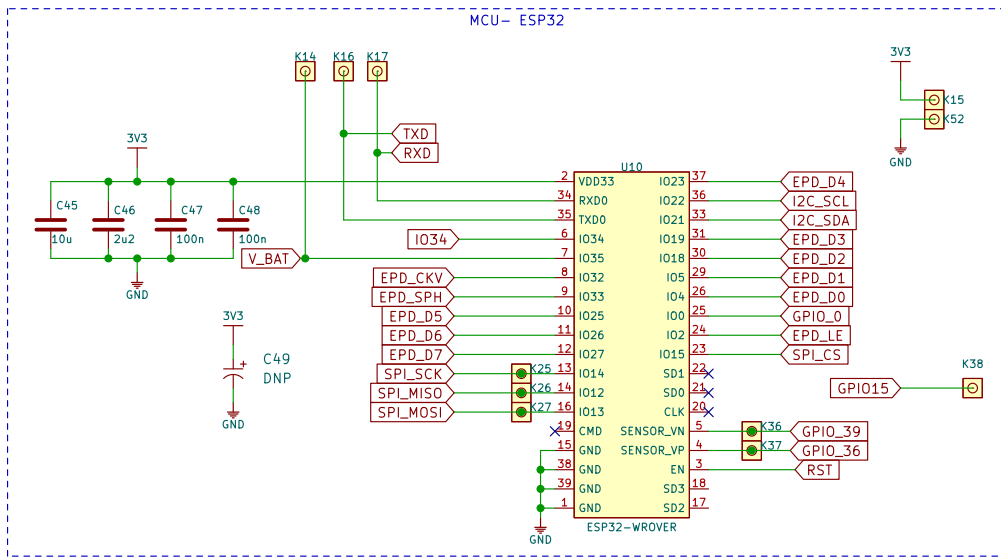 MCU- ESP32
K14
K16
K17
3V3
K15
K52
GND
TXD
RXD
3V3
C45
10u
C46
2u2
C47
100n
C48
100n
GND
V_BAT
IO34
EPD_CKV
EPD_SPH
EPD_D5
EPD_D6
EPD_D7
SPI_SCK
SPI_MISO
SPI_MOSI
K25
K26
K27
3V3
C49
DNP
GND
U10
2 VDD33 IO23 37 EPD_D4
34 RXD0 IO22 36 I2C_SCL
35 TXD0 IO21 33 I2C_SDA
6 IO34 IO19 31 EPD_D3
7 IO35 IO18 30 EPD_D2
8 IO32 IO5 29 EPD_D1
9 IO33 IO4 26 EPD_D0
10 IO25 IO0 25 GPIO_0
11 IO26 IO2 24 EPD_LE
12 IO27 IO15 23 SPI_CS
13 IO14 SD1 22
14 IO12 SD0 21
16 IO13 CLK 20
19 CMD SENSOR_VN 5 K36 GPIO_39
15 GND SENSOR_VP 4 K37 GPIO_36
38 GND EN 3 RST
39 GND SD3 18
1 GND SD2 17
ESP32-WROVER
GND
GPIO15
K38